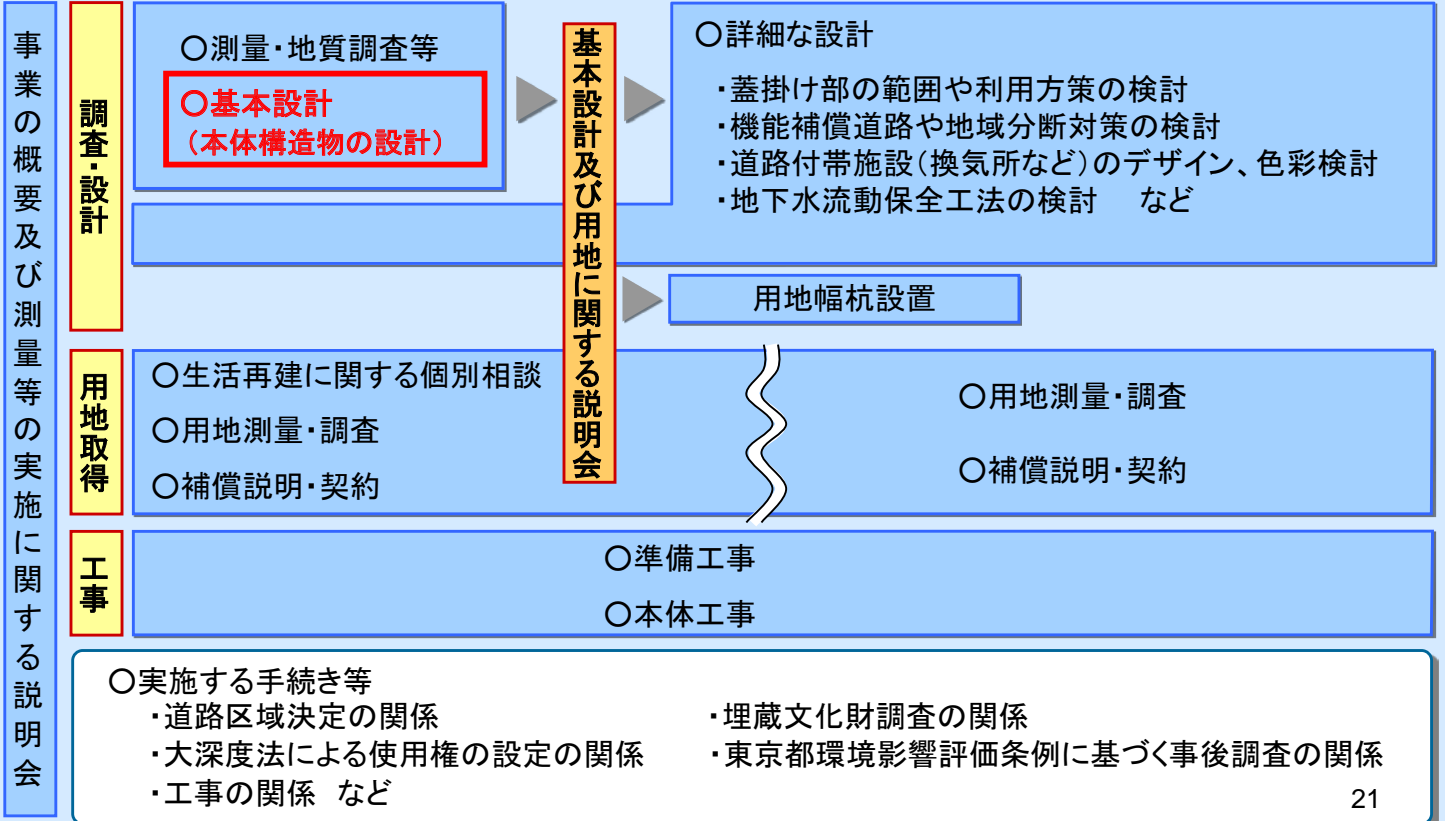 事業の概要及び測量等の実施に関する説明会
調査・設計
〇測量・地質調査等
〇基本設計
（本体構造物の設計）
基本設計及び用地に関する説明会
〇詳細な設計
・蓋掛け部の範囲や利用方策の検討
・機能補償道路や地域分断対策の検討
・道路付帯施設（換気所など）のデザイン、色彩検討
・地下水流動保全工法の検討　など
用地幅杭設置
用地取得
〇生活再建に関する個別相談
〇用地測量・調査
〇補償説明・契約
〇用地測量・調査
〇補償説明・契約
工事
〇準備工事
〇本体工事
〇実施する手続き等
・道路区域決定の関係
・大深度法による使用権の設定の関係
・工事の関係　など
・埋蔵文化財調査の関係
・東京都環境影響評価条例に基づく事後調査の関係
21